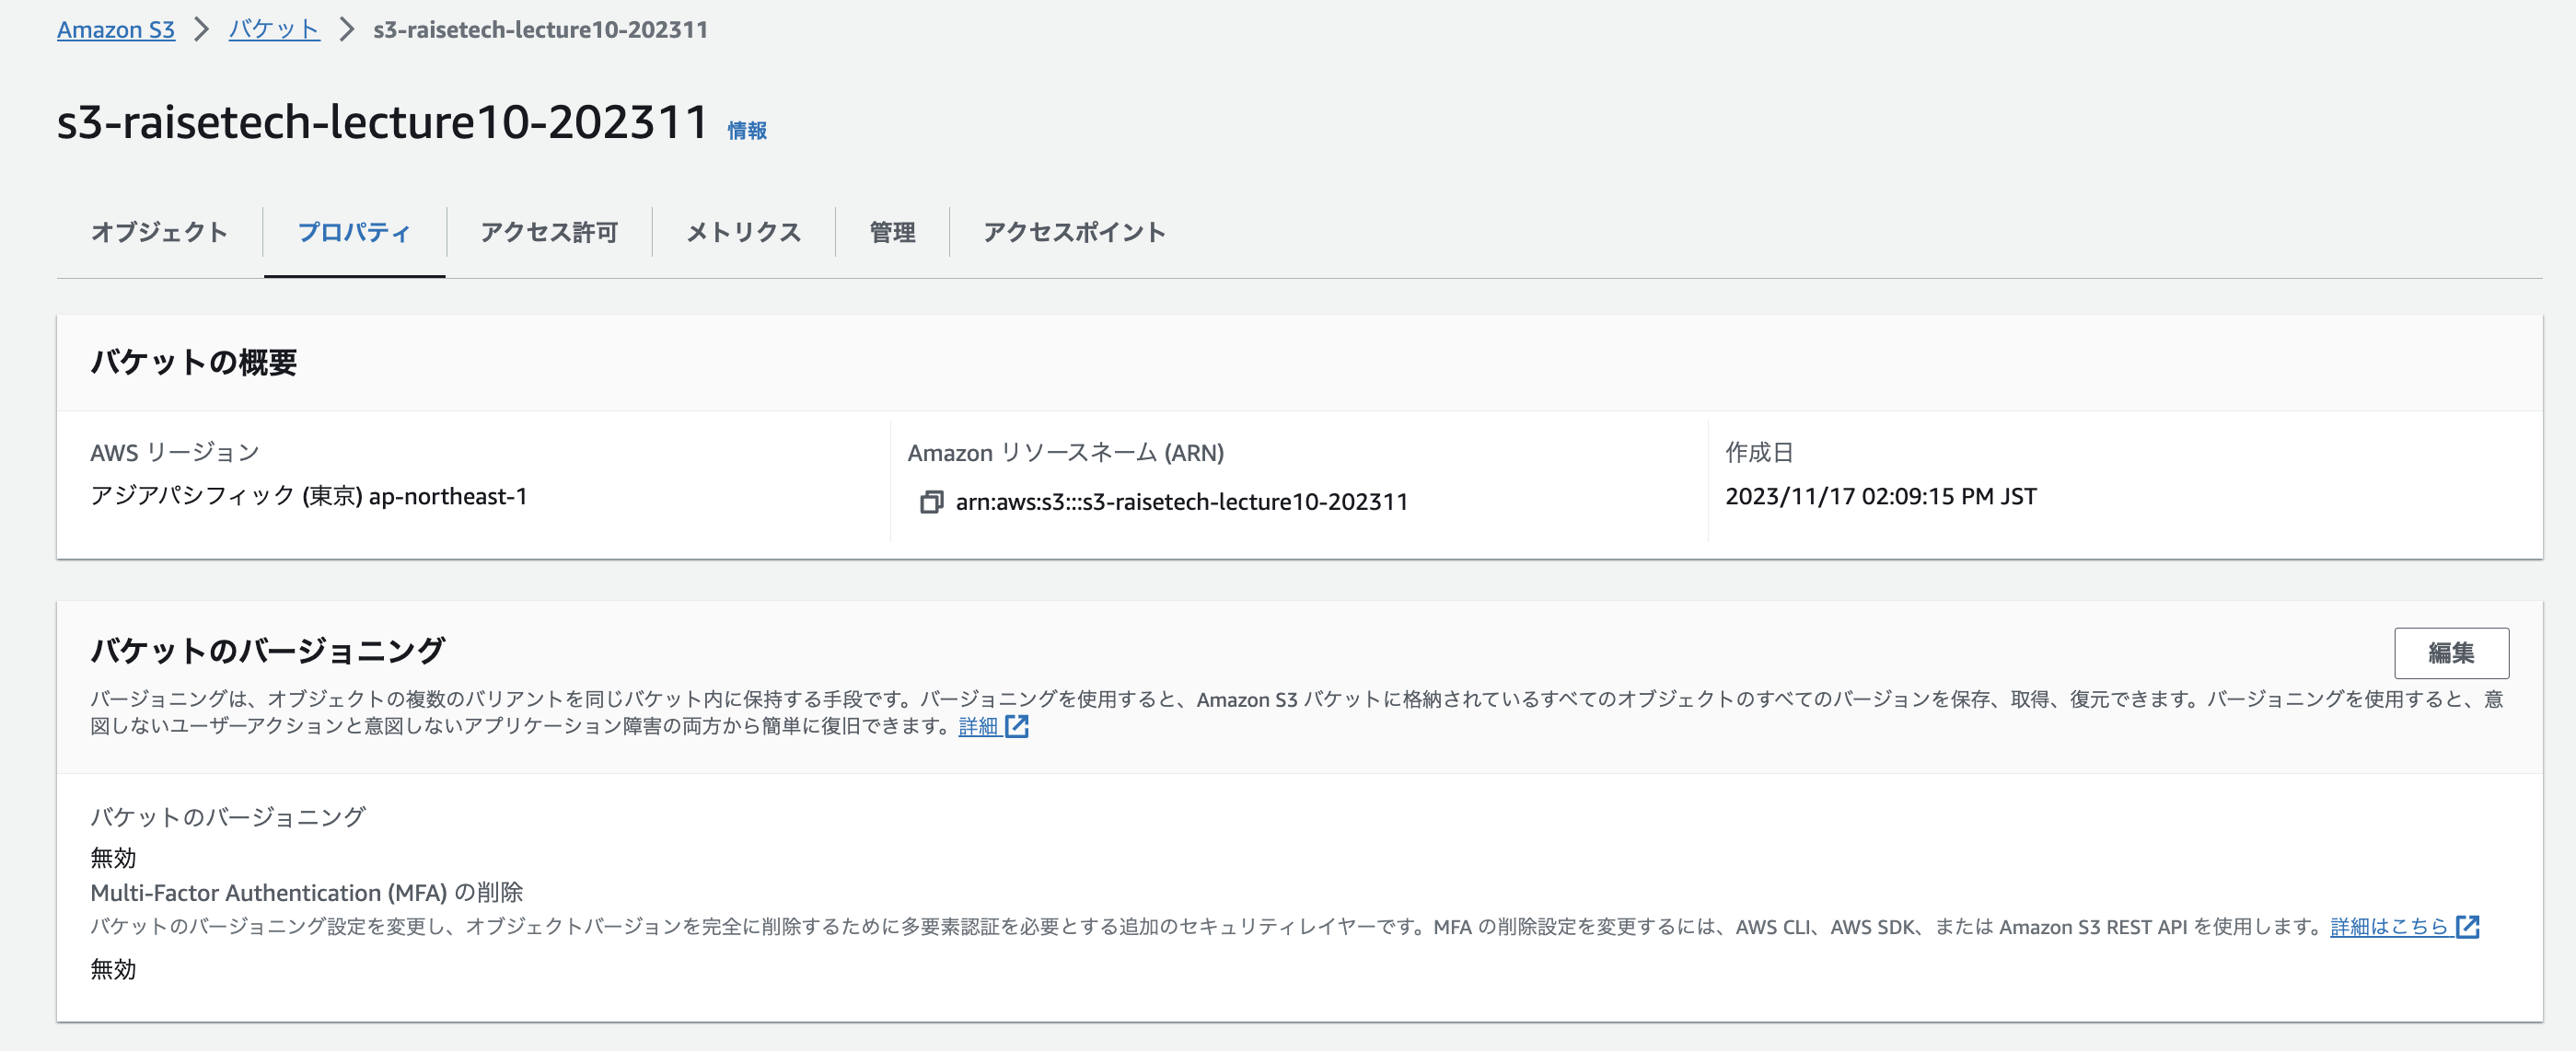 Amazon S3 > バケット > s3-raisetech-lecture10-202311
s3-raisetech-lecture10-202311 情報
オブジェクト プロパティ アクセス許可 メトリクス 管理 アクセスポイント
バケットの概要
AWS リージョン
アジアパシフィック (東京) ap-northeast-1
Amazon リソースネーム (ARN)
arn:aws:s3:::s3-raisetech-lecture10-202311
作成日
2023/11/17 02:09:15 PM JST
バケットのバージョニング
編集
バージョニングは、オブジェクトの複数のバリアントを同じバケット内に保持する手段です。バージョニングを使用すると、Amazon S3 バケットに格納されているすべてのオブジェクトのすべてのバージョンを保存、取得、復元できます。バージョニングを使用すると、意
図しないユーザーアクションと意図しないアプリケーション障害の両方から簡単に復旧できます。詳細
バケットのバージョニング
無効
Multi-Factor Authentication (MFA) の削除
バケットのバージョニング設定を変更し、オブジェクトバージョンを完全に削除するために多要素認証を必要とする追加のセキュリティレイヤーです。MFA の削除設定を変更するには、AWS CLI、AWS SDK、または Amazon S3 REST API を使用します。詳細はこちら
無効